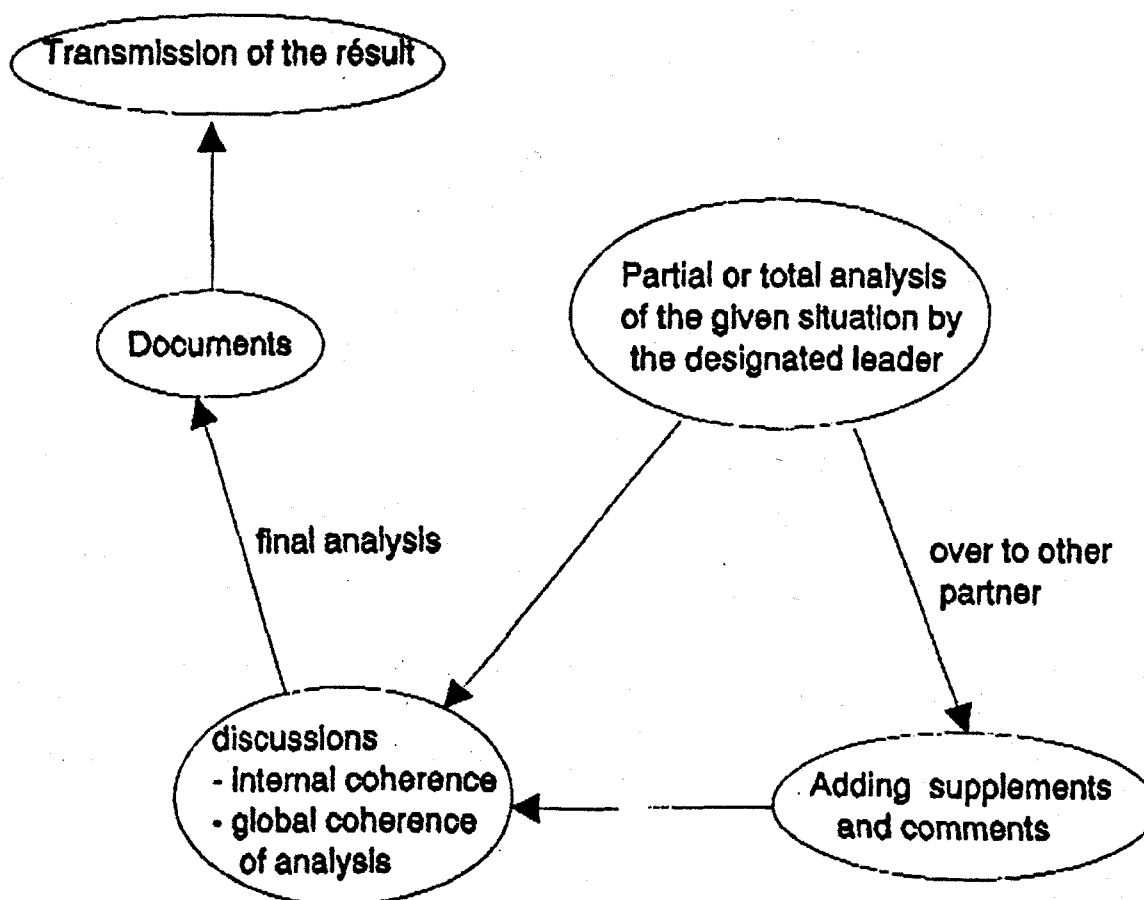 Transmission of the résult
Partial or total analysis
of the given situation by
the designated leader
Documents
final analysis
over to other
partner
discussions
- internal coherence
- global coherence
of analysis
Adding supplements
and comments